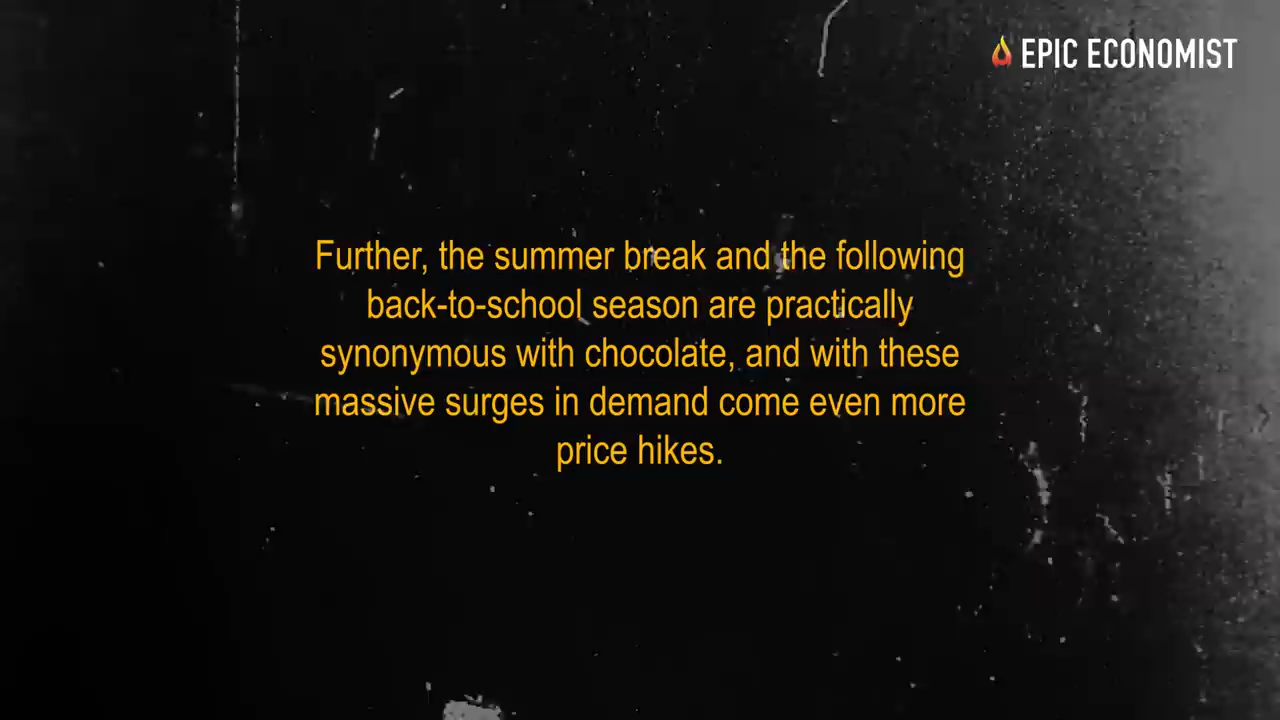 EPIC ECONOMIST
Further, the summer break and the following
back-to-school season are practically
synonymous with chocolate, and with these
massive surges in demand come even more
price hikes.